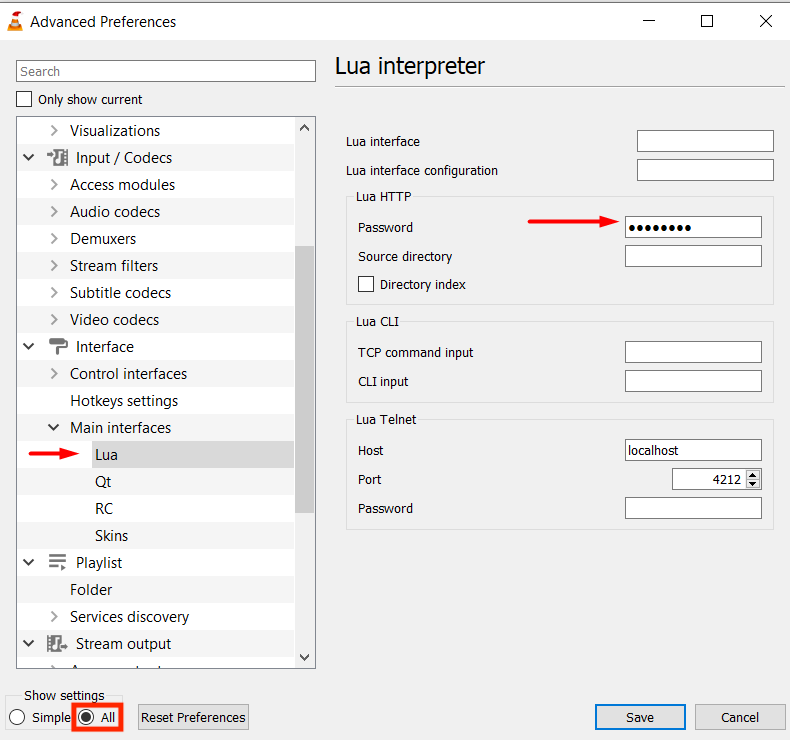 Advanced Preferences
Search
Only show current
Visualizations
Input / Codecs
Access modules
Audio codecs
Demuxers
Stream filters
Subtitle codecs
Video codecs
Interface
Control interfaces
Hotkeys settings
Main interfaces
Lua
Qt
RC
Skins
Playlist
Folder
Services discovery
Stream output
Lua interpreter
Lua interface
Lua interface configuration
Lua HTTP
Password ●●●●●●●●
Source directory
Directory index
Lua CLI
TCP command input
CLI input
Lua Telnet
Host localhost
Port 4212
Password
Show settings
Simple All Reset Preferences Save Cancel